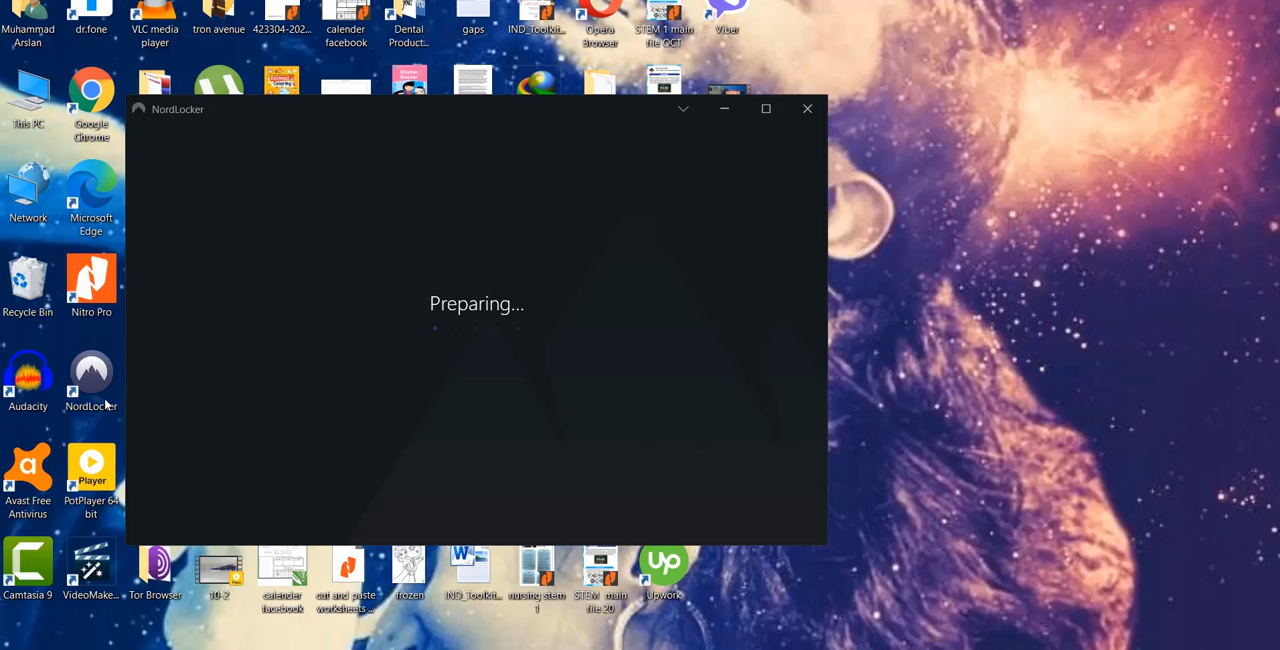 Muhammad
Arslan
dr.fone
VLC media
player
tron avenue
423304-202...
calender
facebook
Dental
Product...
gaps
IND_Toolkit...
Opera
Browser
STEM 1 main
file OCT
Viber
This PC
Google
Chrome
NordLocker
Network
Microsoft
Edge
Preparing...
Recycle Bin
Nitro Pro
Audacity
NordLocker
Avast Free
Antivirus
Player
PotPlayer 64
bit
Camtasia 9
VideoMake...
Tor Browser
10-2
calender
facebook
cut and paste
worksheets ...
frozen
IND_Toolkit...
nursing stem
1
STEM main
file 20
Up
Upwork